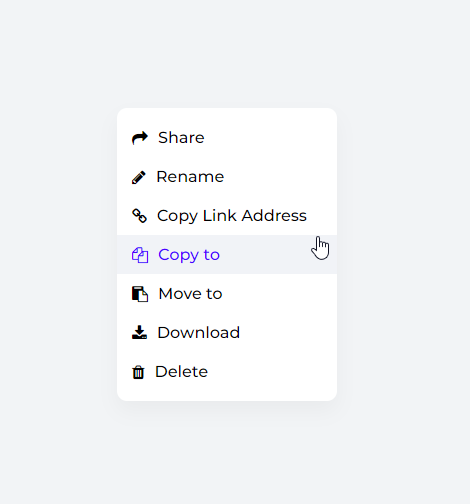 Share
Rename
Copy Link Address
Copy to
Move to
Download
Delete